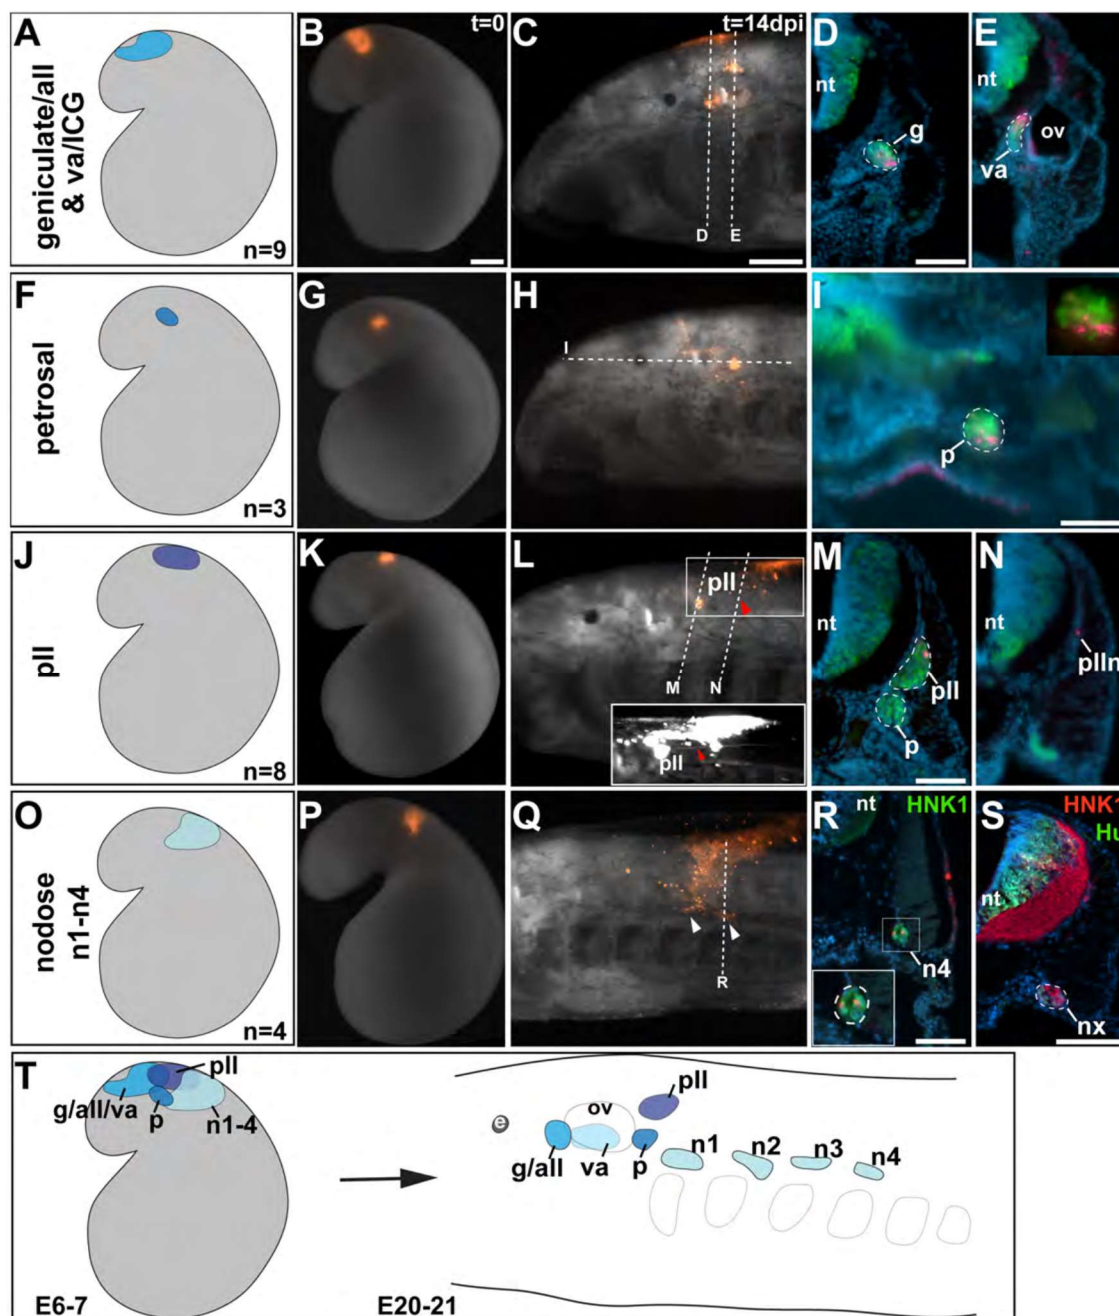 A
geniculate/all
& va/ICG
n=9
B
t=0
C
t=14dpi
D
E
D
nt
g
E
nt
ov
va
F
petrosal
n=3
G
H
I
I
p
J
pll
n=8
K
L
pll
M
N
pll
M
nt
pll
p
N
plln
O
nodose
n1-n4
n=4
P
Q
R
R
nt
HNK1
n4
S
HNK1
Hu
nt
nx
T
pll
g/all/va
p
n1-4
E6-7
e
ov
pll
g/all
va
p
n1
n2
n3
n4
E20-21